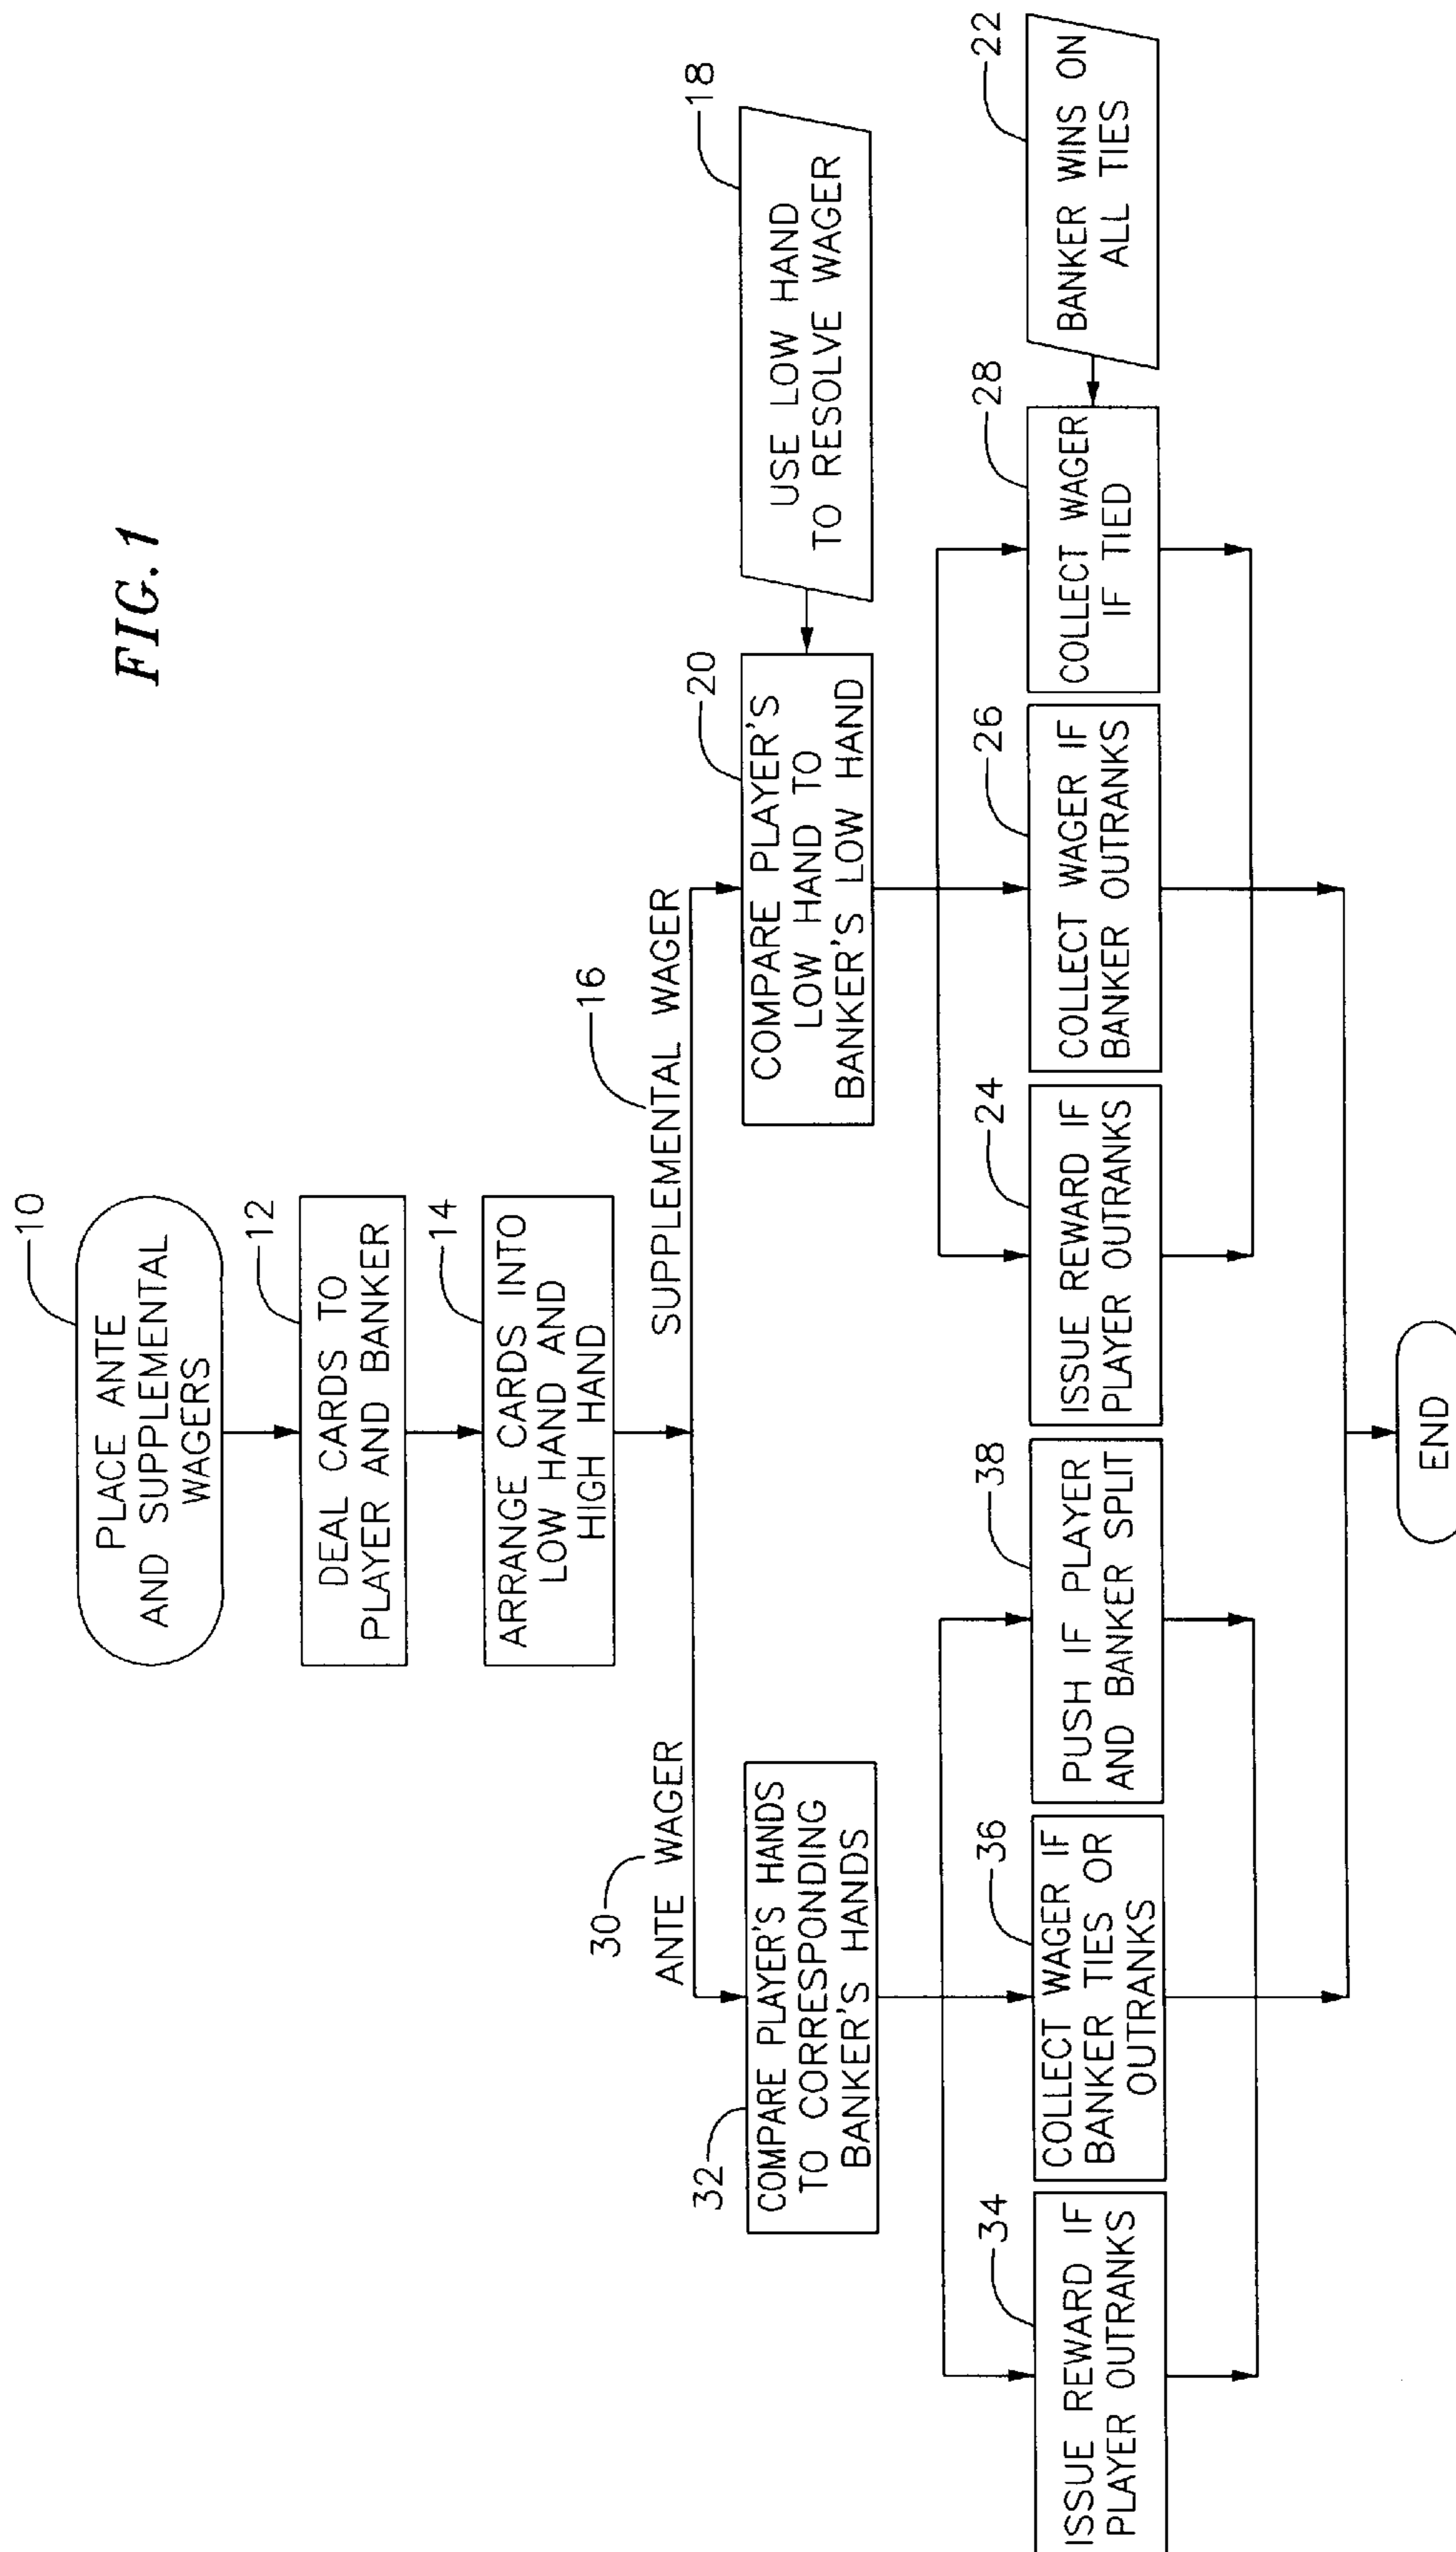 FIG. 1
10
PLACE ANTE
AND SUPPLEMENTAL
WAGERS
12
DEAL CARDS TO
PLAYER AND BANKER
14
ARRANGE CARDS INTO
LOW HAND AND
HIGH HAND
30
ANTE WAGER
16
SUPPLEMENTAL WAGER
32
COMPARE PLAYER'S HANDS
TO CORRESPONDING
BANKER'S HANDS
20
COMPARE PLAYER'S
LOW HAND TO
BANKER'S LOW HAND
18
USE LOW HAND
TO RESOLVE WAGER
34
ISSUE REWARD IF
PLAYER OUTRANKS
36
COLLECT WAGER IF
BANKER TIES OR
OUTRANKS
38
PUSH IF PLAYER
AND BANKER SPLIT
24
ISSUE REWARD IF
PLAYER OUTRANKS
26
COLLECT WAGER IF
BANKER OUTRANKS
28
COLLECT WAGER
IF TIED
22
BANKER WINS ON
ALL TIES
END